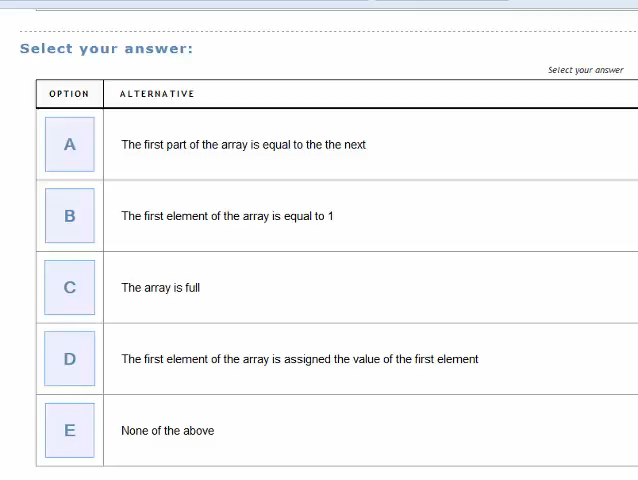 Select your answer:
Select your answer
OPTION ALTERNATIVE
A The first part of the array is equal to the the next
B The first element of the array is equal to 1
C The array is full
D The first element of the array is assigned the value of the first element
E None of the above